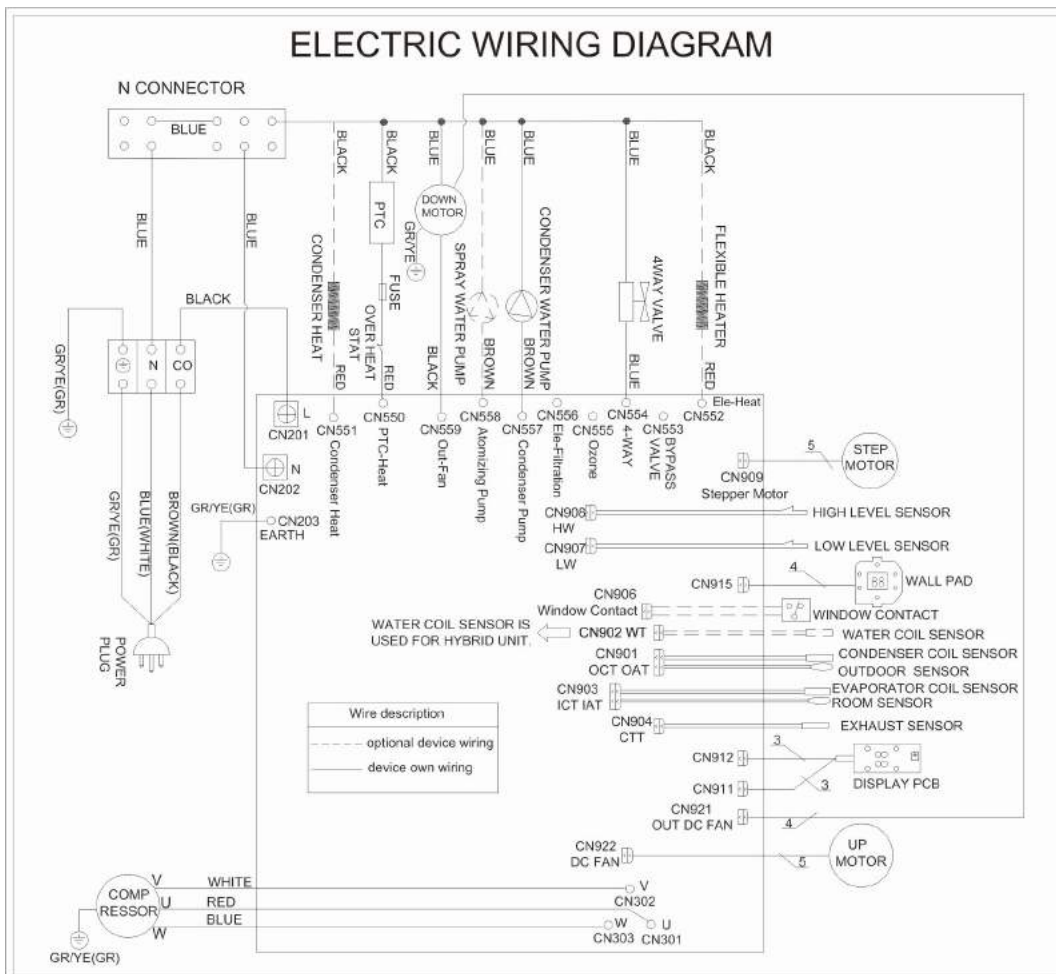 ELECTRIC WIRING DIAGRAM
N CONNECTOR
BLUE
BLACK
BLACK
BLUE
BLUE
BLUE
BLUE
BLACK
BLUE
BLUE
PTC
DOWN
MOTOR
GR/YE
FUSE
CONDENSER HEAT
OVER HEAT
STAT
SPRAY WATER PUMP
CONDENSER WATER PUMP
4WAY VALVE
FLEXIBLE HEATER
BLACK
GR/YE(GR)
N
CO
RED
RED
BLACK
BROWN
BROWN
BLUE
RED
L
CN201
CN551
Condenser Heat
CN550
PTC-Heat
CN559
Out-Fan
CN558
Atomizing Pump
CN557
Condenser Pump
CN556
Ele-Filtration
CN555
Ozone
CN554
4-WAY
CN553
BYPASS
VALVE
CN552
Ele-Heat
N
CN202
GR/YE(GR)
CN203
EARTH
GR/YE(GR)
BLUE(WHITE)
BROWN(BLACK)
POWER
PLUG
CN909
Stepper Motor
5
STEP
MOTOR
CN908
HW
HIGH LEVEL SENSOR
CN907
LW
LOW LEVEL SENSOR
CN915
4
WALL PAD
CN906
Window Contact
WINDOW CONTACT
WATER COIL SENSOR IS
USED FOR HYBRID UNIT.
CN902 WT
WATER COIL SENSOR
CN901
OCT OAT
CONDENSER COIL SENSOR
OUTDOOR SENSOR
CN903
ICT IAT
EVAPORATOR COIL SENSOR
ROOM SENSOR
CN904
CTT
EXHAUST SENSOR
Wire description
optional device wiring
device own wiring
CN912
3
CN911
3
DISPLAY PCB
CN921
OUT DC FAN
4
CN922
DC FAN
5
UP
MOTOR
COMP
RESSOR
V
WHITE
V
CN302
U
RED
U
CN301
W
BLUE
W
CN303
GR/YE(GR)